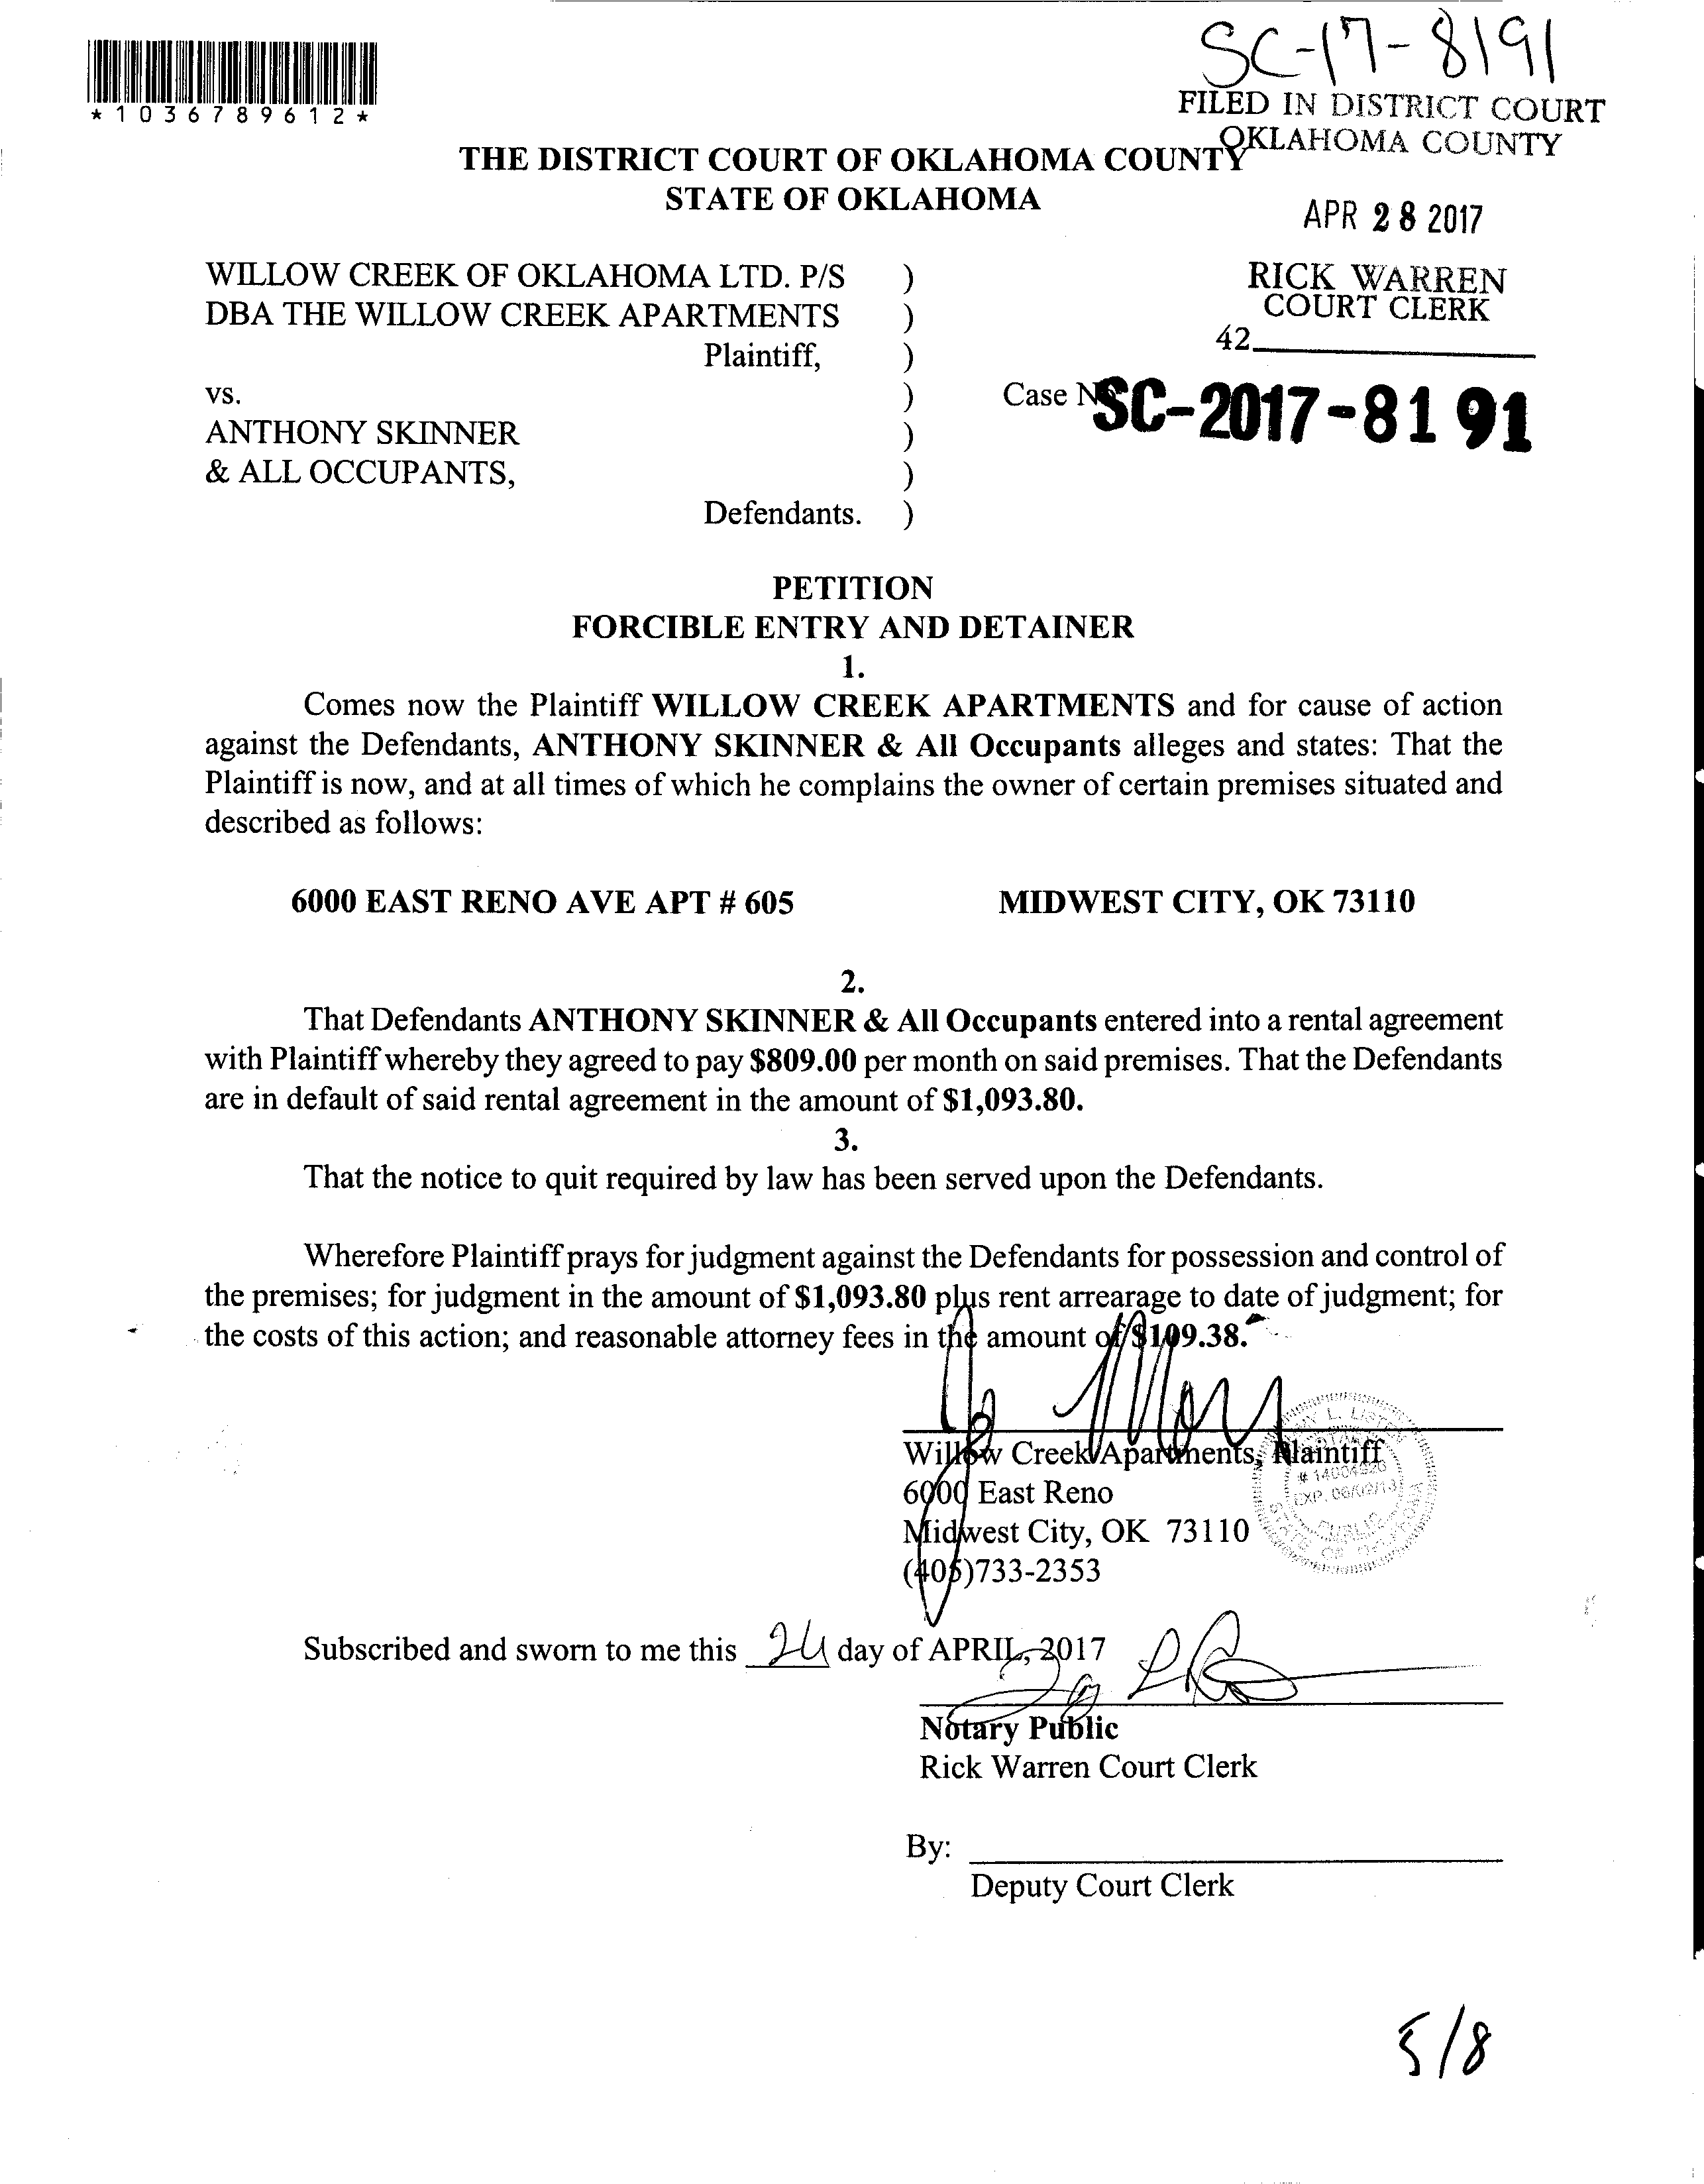 SC-17-8191
*1036789612*
FILED IN DISTRICT COURT
OKLAHOMA COUNTY
THE DISTRICT COURT OF OKLAHOMA COUNTY
STATE OF OKLAHOMA
APR 28 2017
WILLOW CREEK OF OKLAHOMA LTD. P/S )
DBA THE WILLOW CREEK APARTMENTS )
Plaintiff, )
RICK WARREN
COURT CLERK
42
vs. )
Case No SC-2017-8191
ANTHONY SKINNER )
& ALL OCCUPANTS, )
Defendants. )
PETITION
FORCIBLE ENTRY AND DETAINER
1.
Comes now the Plaintiff WILLOW CREEK APARTMENTS and for cause of action
against the Defendants, ANTHONY SKINNER & All Occupants alleges and states: That the
Plaintiff is now, and at all times of which he complains the owner of certain premises situated and
described as follows:
6000 EAST RENO AVE APT # 605 MIDWEST CITY, OK 73110
2.
That Defendants ANTHONY SKINNER & All Occupants entered into a rental agreement
with Plaintiff whereby they agreed to pay $809.00 per month on said premises. That the Defendants
are in default of said rental agreement in the amount of $1,093.80.
3.
That the notice to quit required by law has been served upon the Defendants.
Wherefore Plaintiff prays for judgment against the Defendants for possession and control of
the premises; for judgment in the amount of $1,093.80 plus rent arrearage to date of judgment; for
the costs of this action; and reasonable attorney fees in the amount of $109.38.
Willow Creek Apartments, Plaintiff
6000 East Reno
Midwest City, OK 73110
(405)733-2353
# 14004926
PUBLIC
STATE OF OKLAHOMA
Subscribed and sworn to me this day of APRIL, 2017
Notary Public
Rick Warren Court Clerk
By:
Deputy Court Clerk
5/8